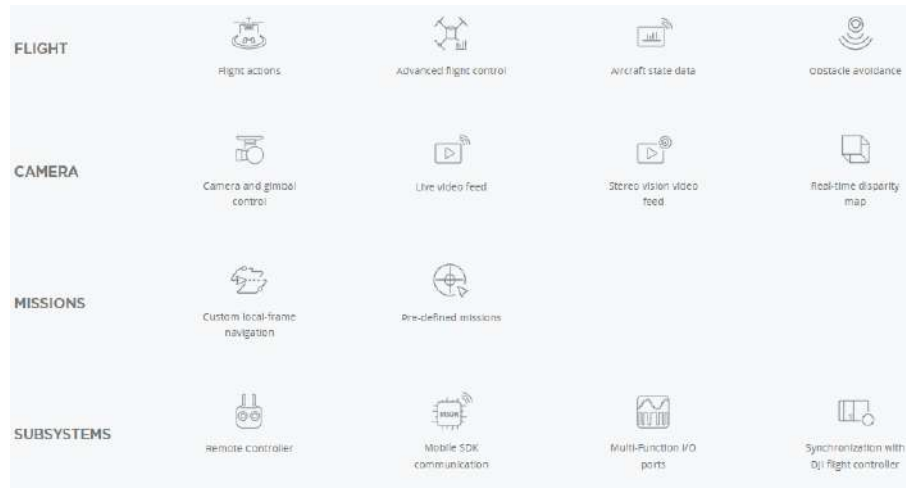 FLIGHT
Flight actions
Advanced flight control
Aircraft state data
Obstacle avoidance
CAMERA
Camera and gimbal
control
Live video feed
Stereo vision video
feed
Real-time disparity
map
MISSIONS
Custom local-frame
navigation
Pre-defined missions
SUBSYSTEMS
Remote Controller
Mobile SDK
communication
Multi-Function I/O
ports
Synchronization with
DJI flight controller